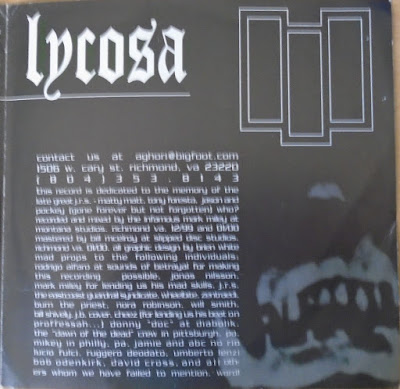 lycosa
contact us at aghori@bigfoot.com
1506 w. cary st. richmond, va 23220
(804)353.8143
this record is dedicated to the memory of the
late great j.r.s. - matty matt, tony foresta, jason and
pockey (gone forever but not forgotten) who?
recorded and mixed by the infamous mark miley at
montana studios. richmond va. 12/99 and 01/00
mastered by bill mcelroy at slipped disc studios.
richmond va. 01/00. all graphic design by brien white
mad props to the following individuals:
rodrigo alfaro at sounds of betrayal for making
this recording possible. jonas nilsson.
mark miley for lending us his mad skills. j.r.s.
the east coast guardrail syndicate. whielbite. zentraedi.
burn the priest. nora robinson. will smith.
bill shively. j.b. cover. cheez (for lending us his beat on
proffessah...) donny "doc" at diabolik.
the "dawn of the dead" crew in pittsburgh, pa.
mikey in philly, pa. jamie and abc no rio
lucio fulci. ruggero deodato, umberto lenzi
bob odenkirk, david cross, and all oth-
ers whom we have failed to mention. word!